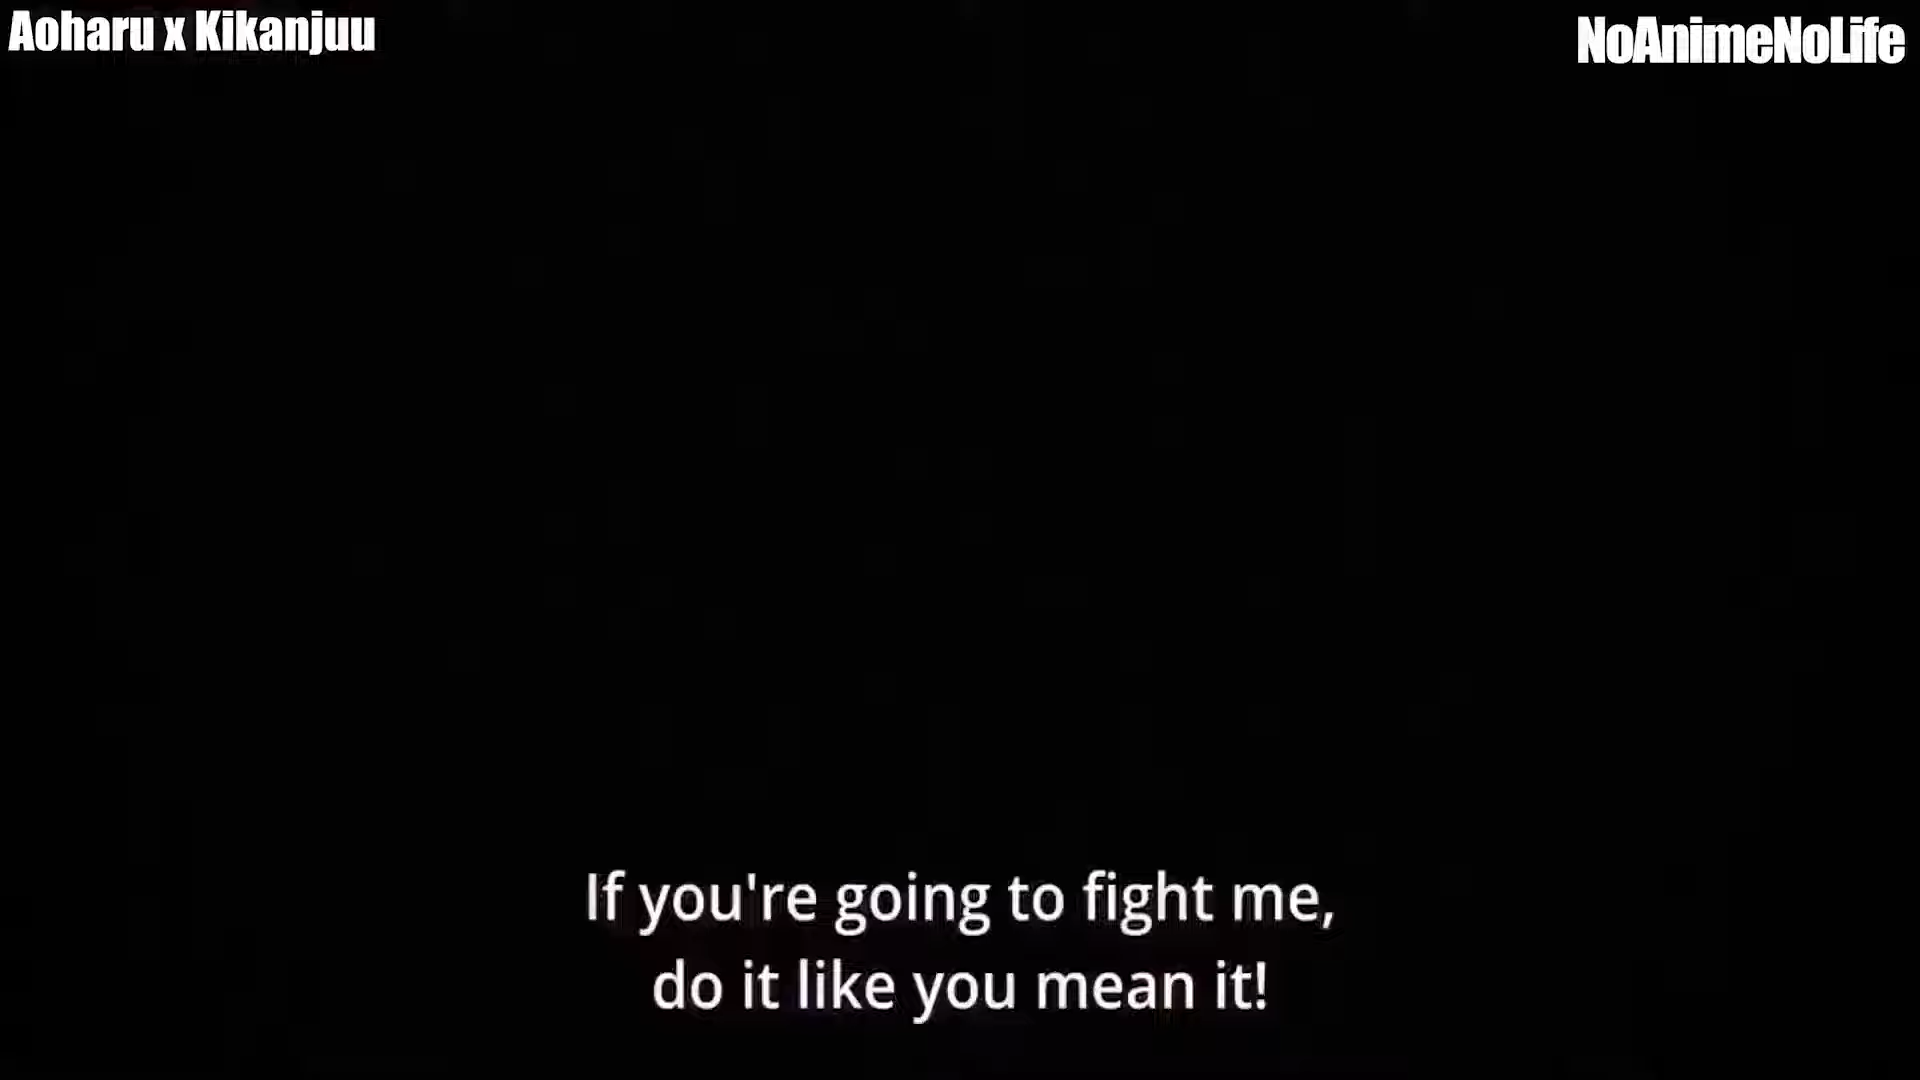 Aoharu x Kikanjuu
NoAnimeNoLife
If you're going to fight me,
do it like you mean it!